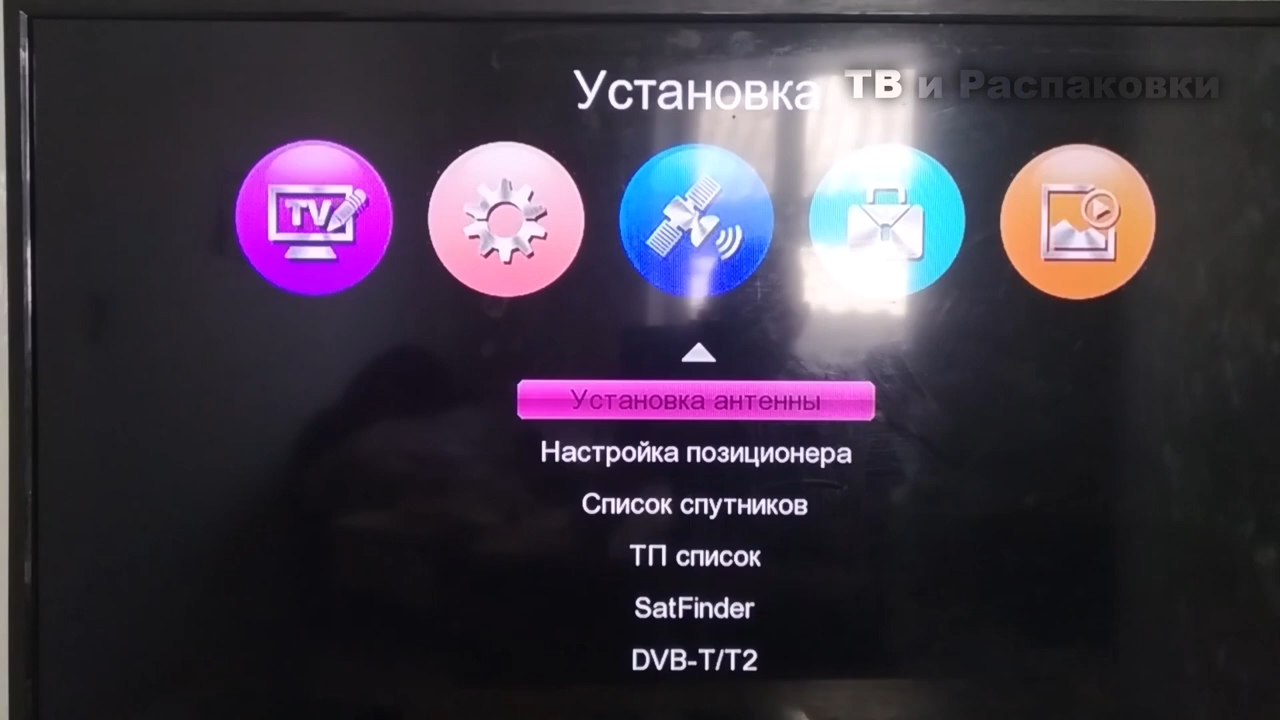 Установка
ТВ и Распаковки
TV
Установка антенны
Настройка позиционера
Список спутников
ТП список
SatFinder
DVB-T/T2